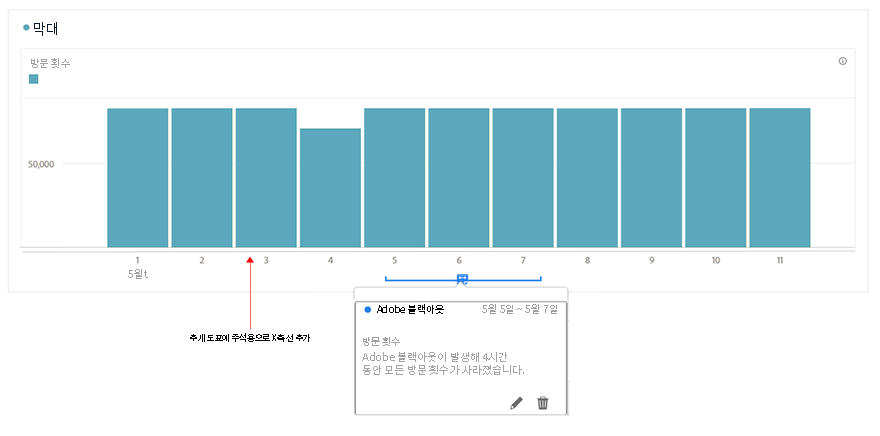 막대
방문 횟수
50,000
1 2 3 4 5 6 7 8 9 10 11
5월t
추세 도표에 주석용으로 X축 선 추가
Adobe 블랙아웃 5월 5일 ~ 5월 7일
방문 횟수
Adobe 블랙아웃이 발생해 4시간
동안 모든 방문 횟수가 사라졌습니다.